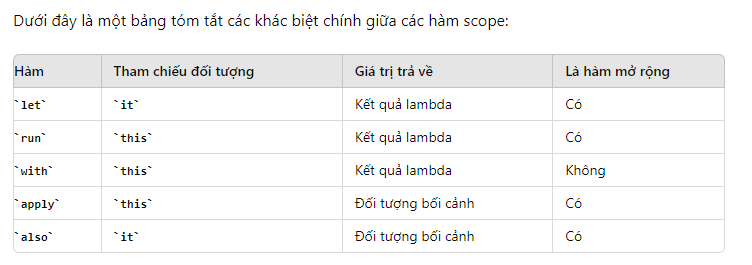 Dưới đây là một bảng tóm tắt các khác biệt chính giữa các hàm scope:
Hàm Tham chiếu đối tượng Giá trị trả về Là hàm mở rộng
`let` `it` Kết quả lambda Có
`run` `this` Kết quả lambda Có
`with` `this` Kết quả lambda Không
`apply` `this` Đối tượng bối cảnh Có
`also` `it` Đối tượng bối cảnh Có